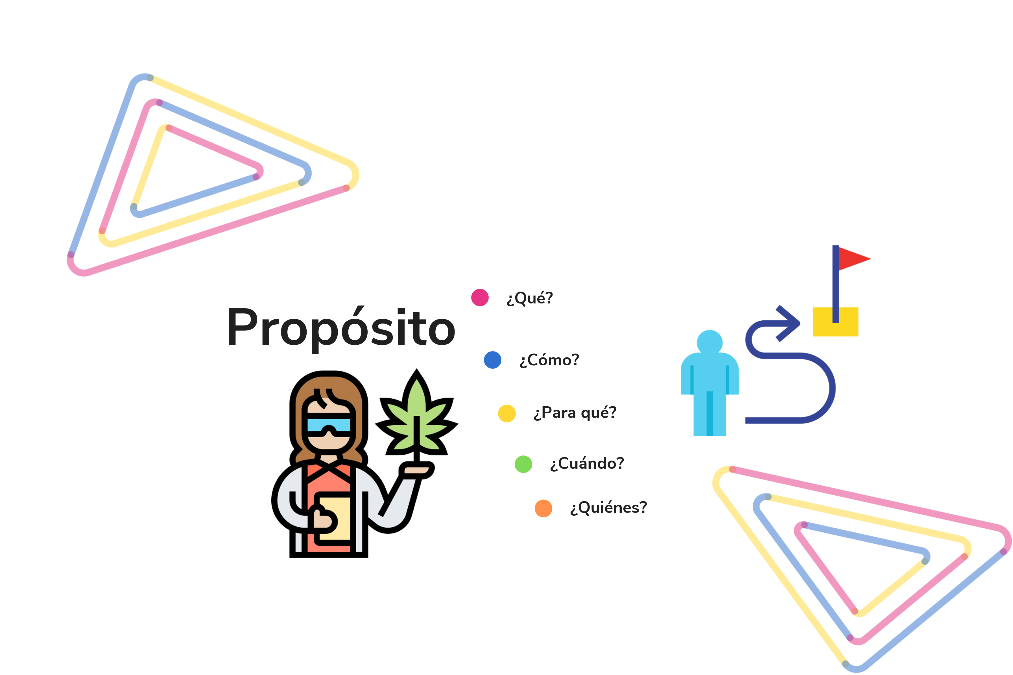 Propósito
¿Qué?
¿Cómo?
¿Para qué?
¿Cuándo?
¿Quiénes?